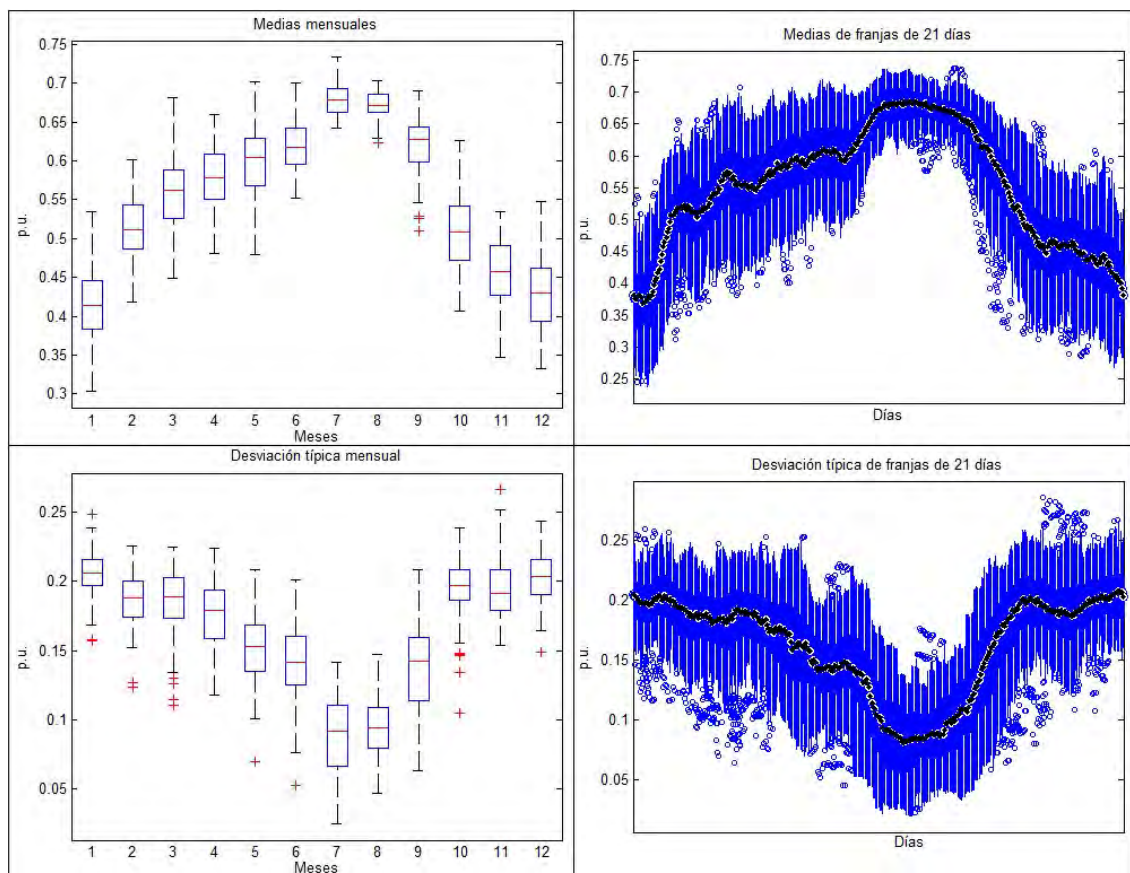 Medias mensuales
0.75
0.7
0.65
0.6
0.55
0.5
0.45
0.4
0.35
0.3
p.u.
1 2 3 4 5 6 7 8 9 10 11 12
Meses
Medias de franjas de 21 días
0.75
0.7
0.65
0.6
0.55
0.5
0.45
0.4
0.35
0.3
0.25
p.u.
Días
Desviación típica mensual
0.25
0.2
0.15
0.1
0.05
p.u.
1 2 3 4 5 6 7 8 9 10 11 12
Meses
Desviación típica de franjas de 21 días
0.25
0.2
0.15
0.1
0.05
p.u.
Días